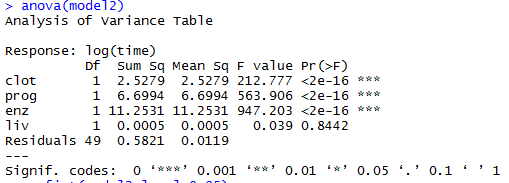 > anova(model2)
Analysis of Variance Table
Response: log(time)
Df Sum Sq Mean Sq F value Pr(>F)
clot 1 2.5279 2.5279 212.777 <2e-16 ***
prog 1 6.6994 6.6994 563.906 <2e-16 ***
enz 1 11.2531 11.2531 947.203 <2e-16 ***
liv 1 0.0005 0.0005 0.039 0.8442
Residuals 49 0.5821 0.0119
---
Signif. codes: 0 ‘***’ 0.001 ‘**’ 0.01 ‘*’ 0.05 ‘.’ 0.1 ‘ ’ 1